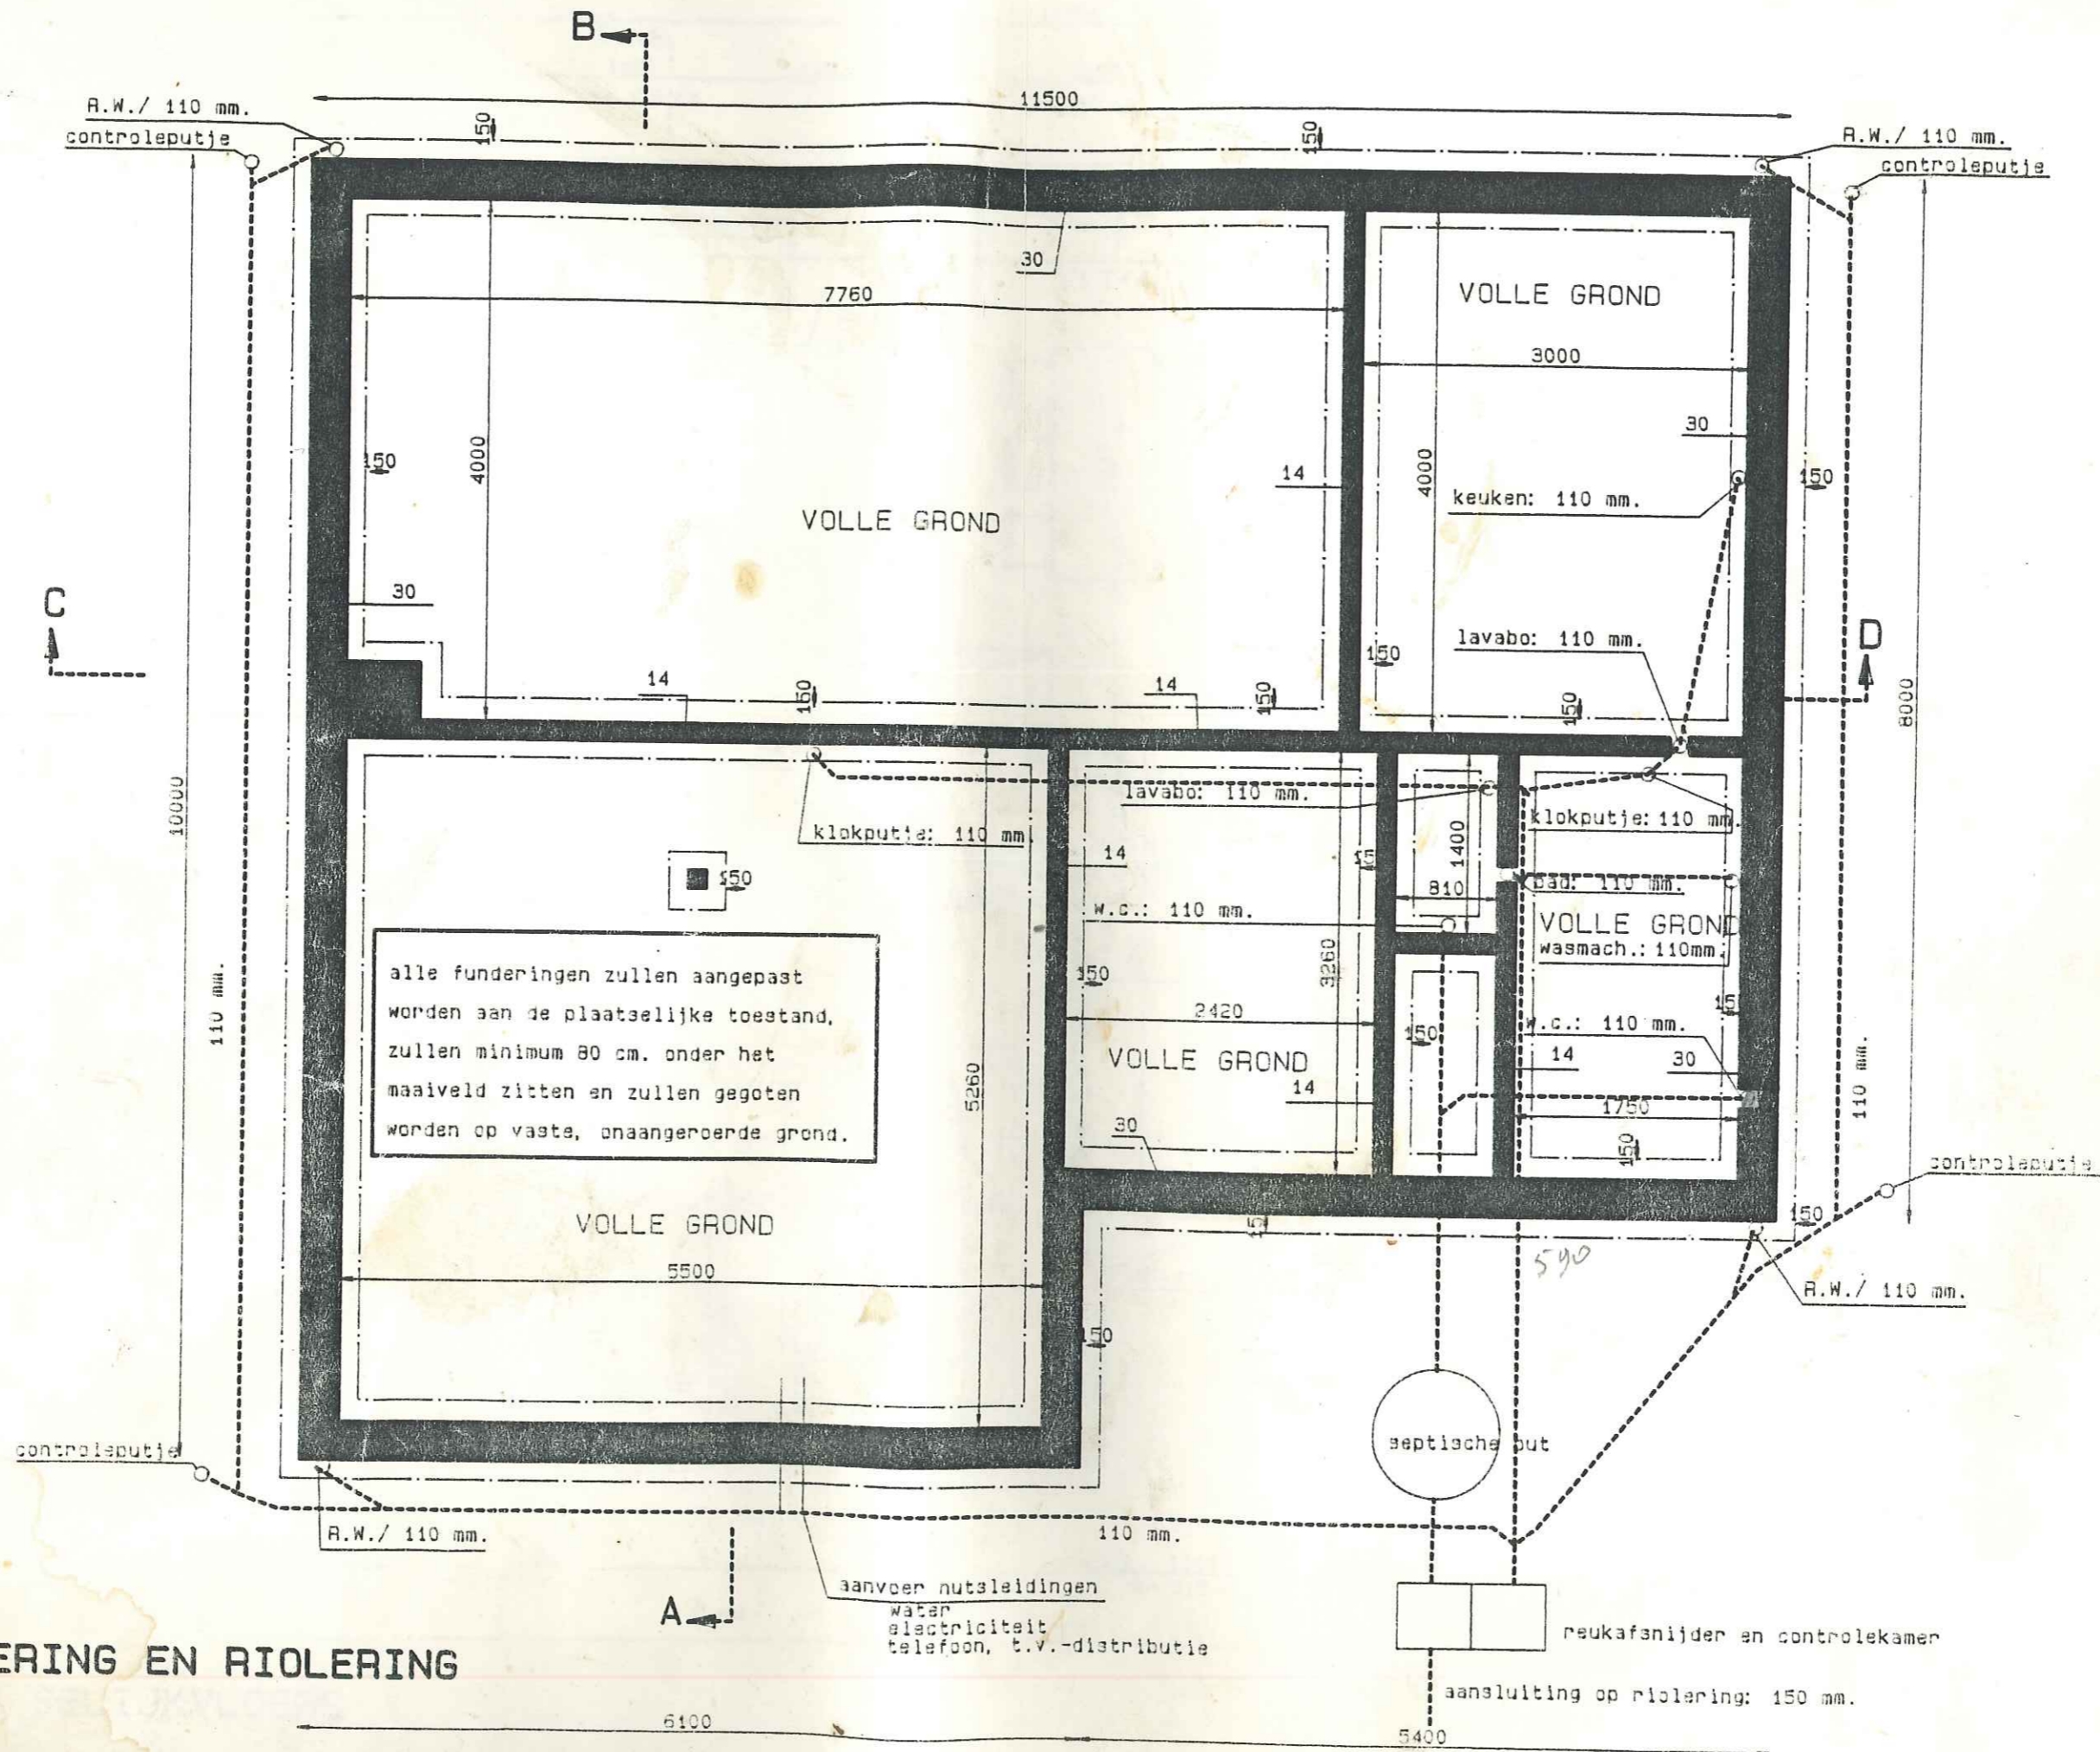 B
11500
R.W./ 110 mm.
controleputje
150
150
R.W./ 110 mm.
controleputje
30
7760
VOLLE GROND
3000
30
150
4000
14
4000
150
keuken: 110 mm.
VOLLE GROND
C
30
150
lavabo: 110 mm.
D
14
150
14
150
150
8000
10000
lavabo: 110 mm.
klokputje: 110 mm.
klokputje: 110 mm.
150
14
15
1400
810
bad: 110 mm.
w.c.: 110 mm.
VOLLE GROND
wasmach.: 110mm.
alle funderingen zullen aangepast
worden aan de plaatselijke toestand,
zullen minimum 80 cm. onder het
maaiveld zitten en zullen gegoten
worden op vaste, onaangeroerde grond.
110 mm.
150
3260
15
2420
150
w.c.: 110 mm.
VOLLE GROND
14
30
5260
14
1750
110 mm.
30
150
controleputje
VOLLE GROND
150
15
590
5500
R.W./ 110 mm.
150
septische put
controleputje
R.W./ 110 mm.
110 mm.
aanvoer nutsleidingen
water
electriciteit
telefoon, t.v.-distributie
A
reukafsnijder en controlekamer
ERING EN RIOLERING
aansluiting op riolering: 150 mm.
6100
5400